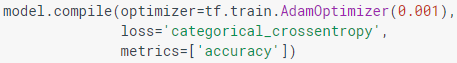 model.compile(optimizer=tf.train.AdamOptimizer(0.001),
              loss='categorical_crossentropy',
              metrics=['accuracy'])